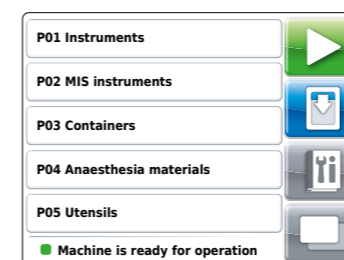 P01 Instruments
P02 MIS instruments
P03 Containers
P04 Anaesthesia materials
P05 Utensils
Machine is ready for operation